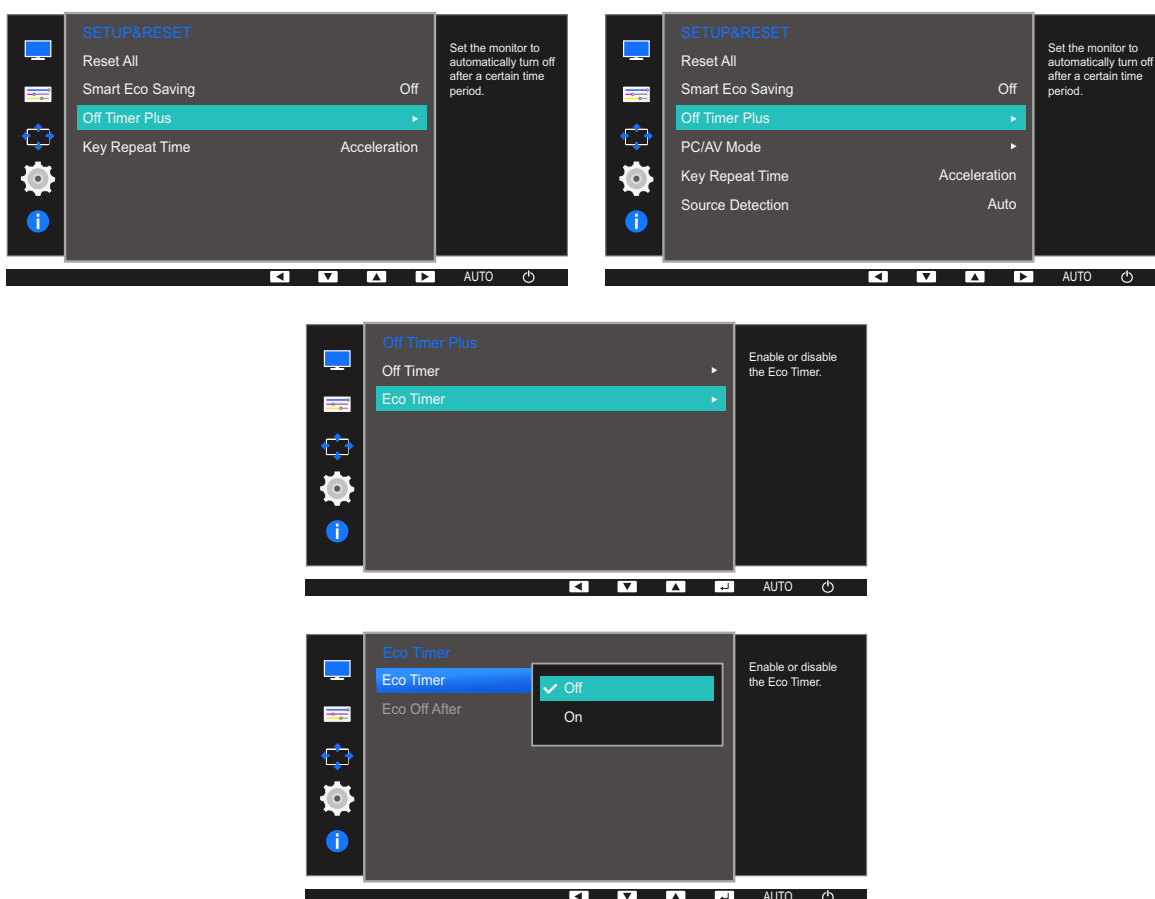 SETUP&RESET
Reset All
Smart Eco Saving Off
Off Timer Plus
Key Repeat Time Acceleration
Set the monitor to
automatically turn off
after a certain time
period.
AUTO
SETUP&RESET
Reset All
Smart Eco Saving Off
Off Timer Plus
PC/AV Mode
Key Repeat Time Acceleration
Source Detection Auto
Set the monitor to
automatically turn off
after a certain time
period.
AUTO
Off Timer Plus
Off Timer
Eco Timer
Enable or disable
the Eco Timer.
AUTO
Eco Timer
Eco Timer
Eco Off After
Off
On
Enable or disable
the Eco Timer.
AUTO